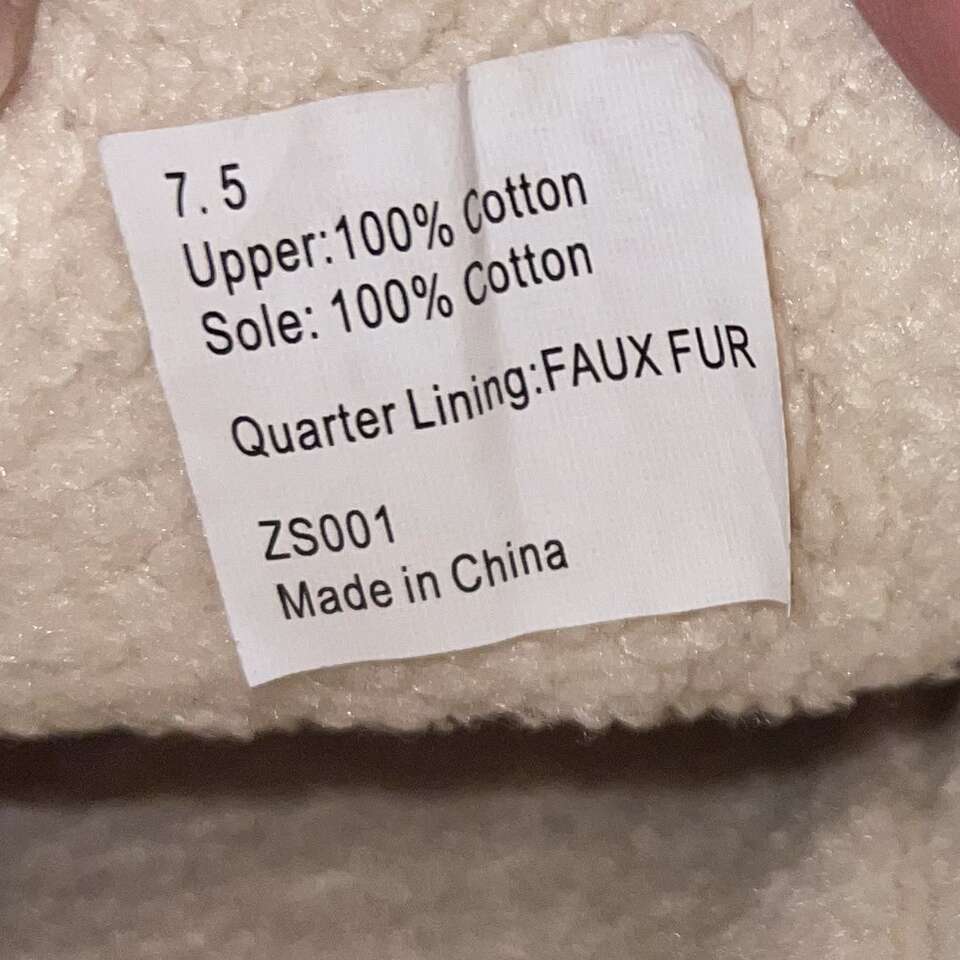 7.5
Upper:100% Cotton
Sole: 100% Cotton
Quarter Lining:FAUX FUR
ZS001
Made in China